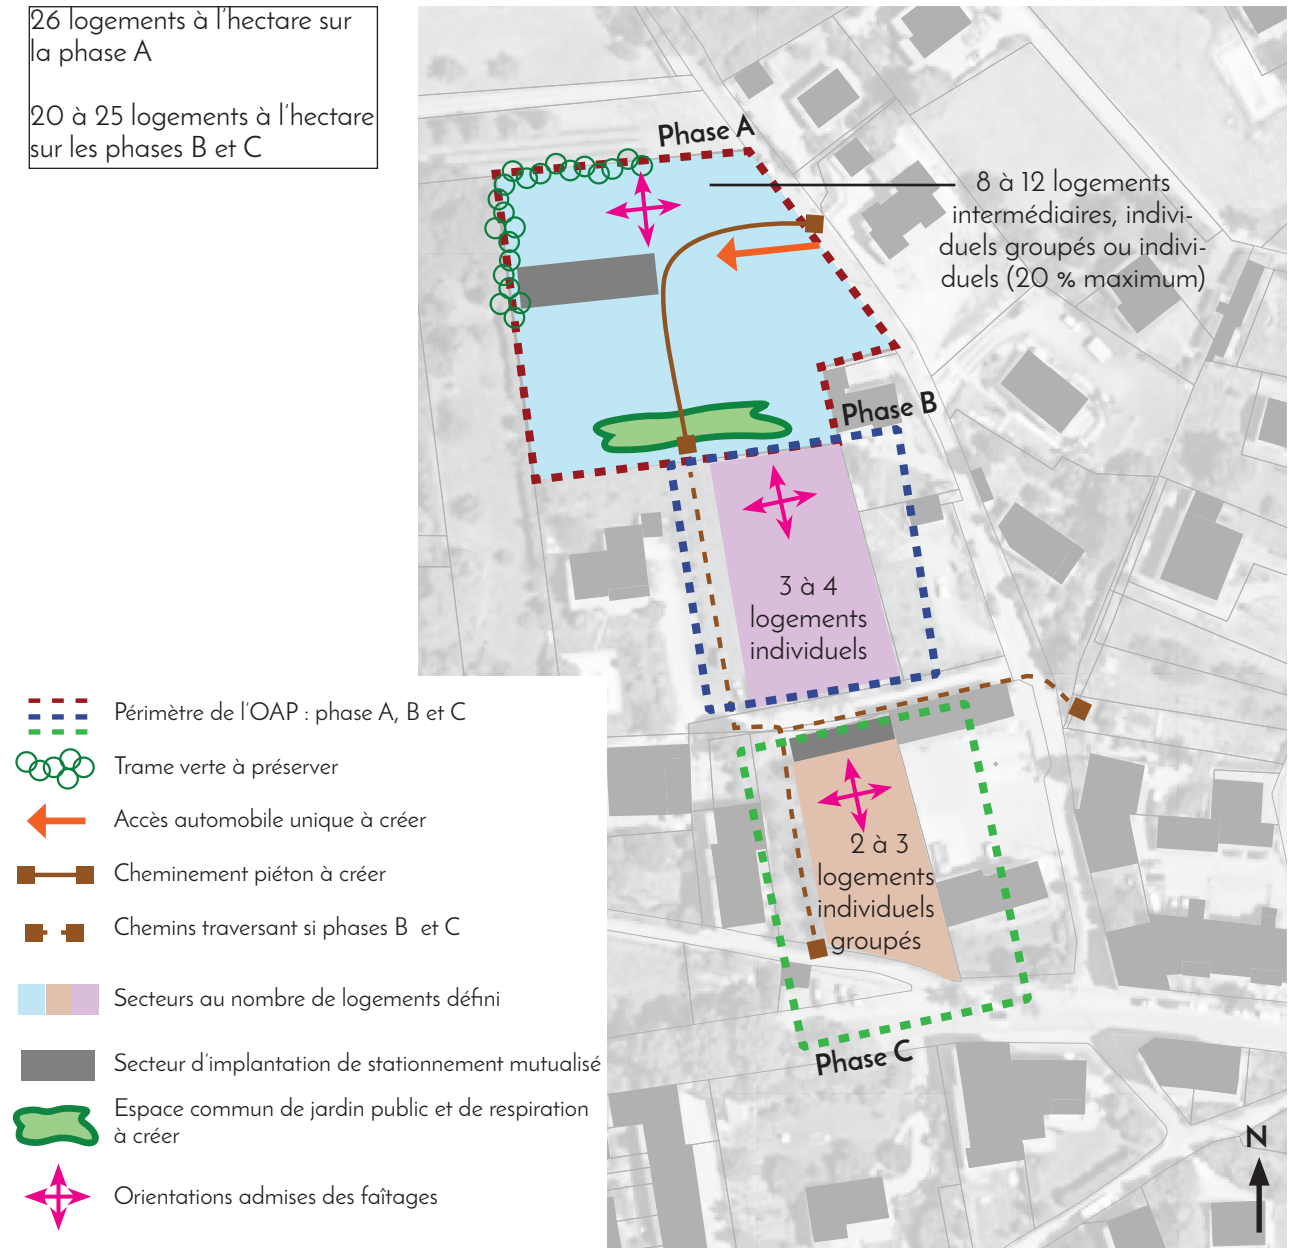 26 logements à l'hectare sur
la phase A
20 à 25 logements à l'hectare
sur les phases B et C
Phase A
8 à 12 logements
intermédiaires, indivi-
duels groupés ou indivi-
duels (20 % maximum)
Phase B
3 à 4
logements
individuels
2 à 3
logements
individuels
groupés
Phase C
N
Périmètre de l'OAP : phase A, B et C
Trame verte à préserver
Accès automobile unique à créer
Cheminement piéton à créer
Chemins traversant si phases B et C
Secteurs au nombre de logements défini
Secteur d'implantation de stationnement mutualisé
Espace commun de jardin public et de respiration
à créer
Orientations admises des faîtages